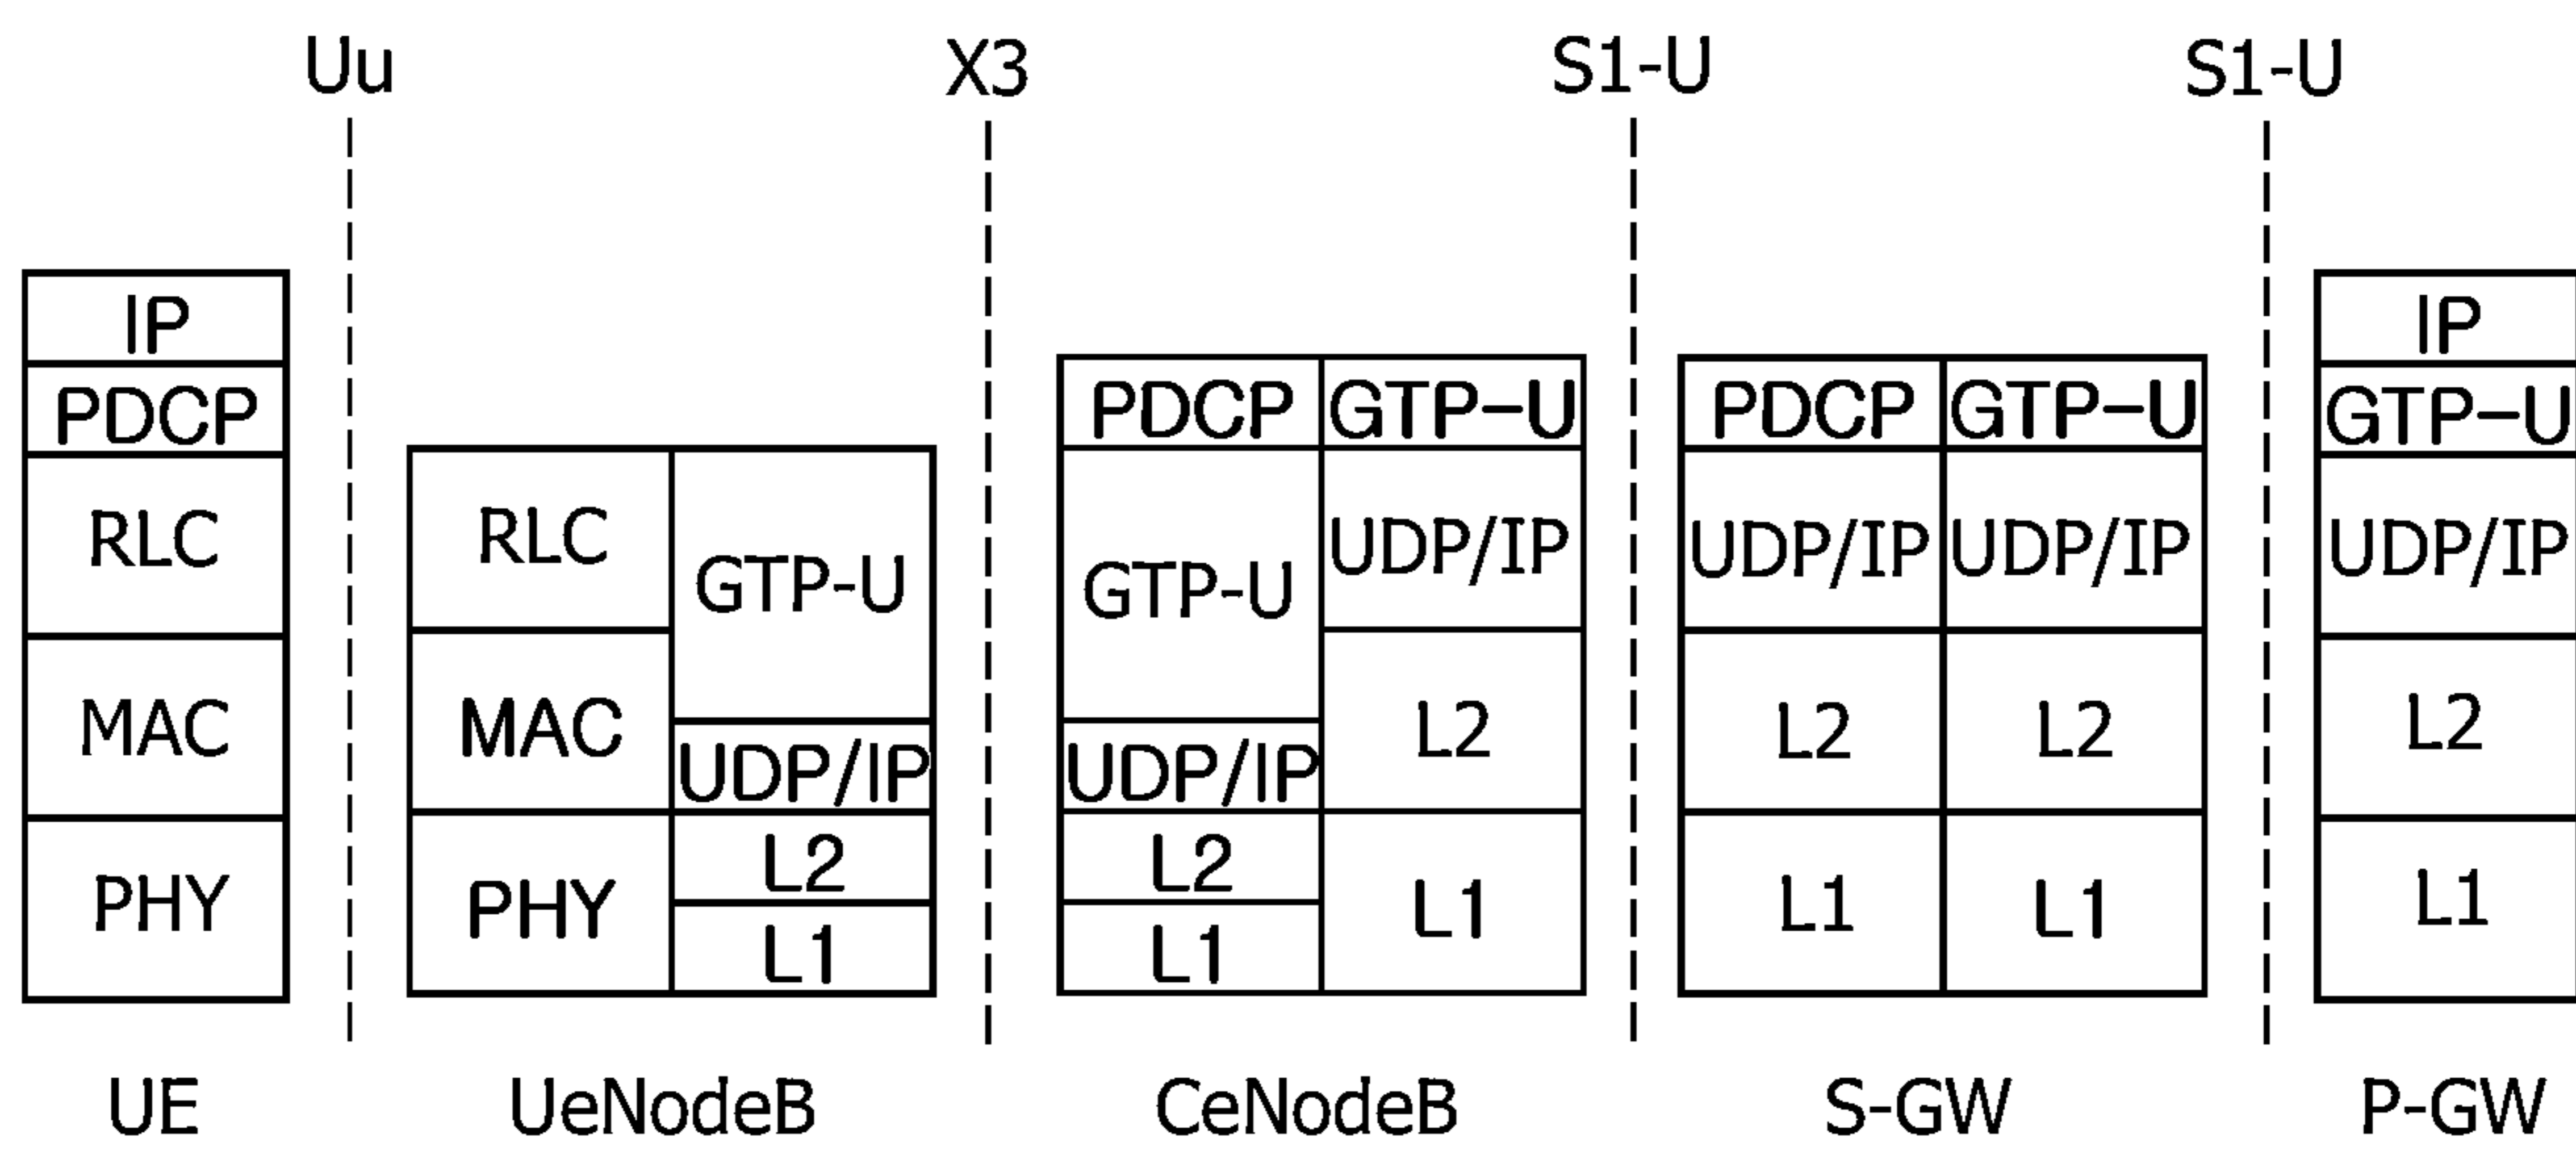 Uu
X3
S1-U
S1-U
IP
PDCP
RLC
MAC
PHY
UE
RLC
MAC
PHY
GTP-U
UDP/IP
L2
L1
UeNodeB
PDCP
GTP-U
UDP/IP
L2
L1
GTP-U
UDP/IP
L2
L1
CeNodeB
PDCP
UDP/IP
L2
L1
GTP-U
UDP/IP
L2
L1
S-GW
IP
GTP-U
UDP/IP
L2
L1
P-GW